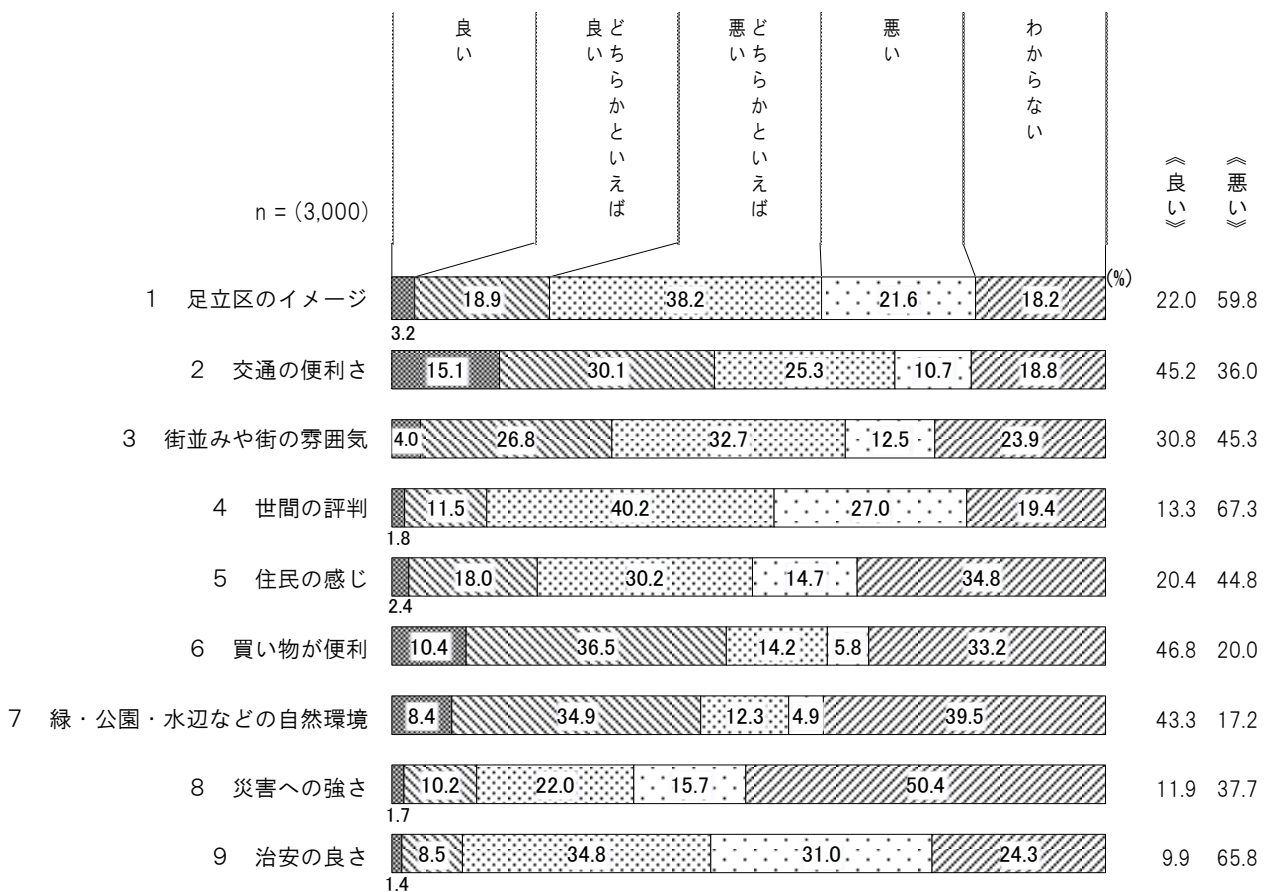 良い
どちらかといえば良い
どちらかといえば悪い
悪い
わからない
《良い》
《悪い》
n = (3,000)
(%)
1 足立区のイメージ 3.2 18.9 38.2 21.6 18.2 22.0 59.8
2 交通の便利さ 15.1 30.1 25.3 10.7 18.8 45.2 36.0
3 街並みや街の雰囲気 4.0 26.8 32.7 12.5 23.9 30.8 45.3
4 世間の評判 1.8 11.5 40.2 27.0 19.4 13.3 67.3
5 住民の感じ 2.4 18.0 30.2 14.7 34.8 20.4 44.8
6 買い物が便利 10.4 36.5 14.2 5.8 33.2 46.8 20.0
7 緑・公園・水辺などの自然環境 8.4 34.9 12.3 4.9 39.5 43.3 17.2
8 災害への強さ 1.7 10.2 22.0 15.7 50.4 11.9 37.7
9 治安の良さ 1.4 8.5 34.8 31.0 24.3 9.9 65.8